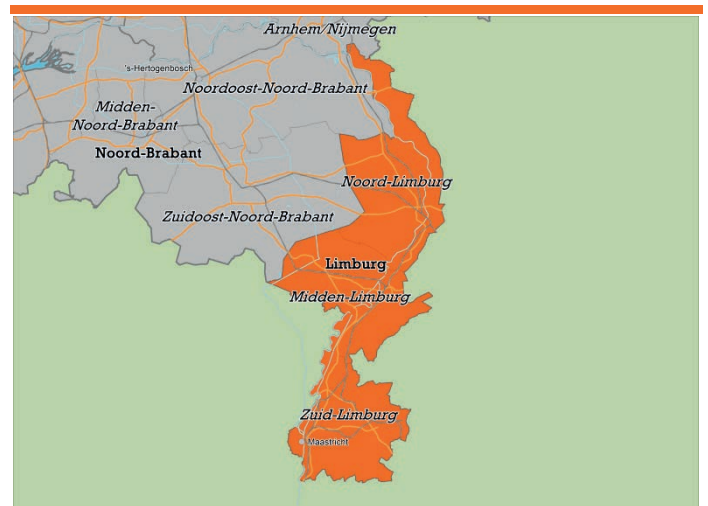 Arnhem/Nijmegen
's-Hertogenbosch
Noordoost-Noord-Brabant
Midden-
Noord-Brabant
Noord-Brabant
Noord-Limburg
Zuidoost-Noord-Brabant
Limburg
Midden-Limburg
Zuid-Limburg
Maastricht